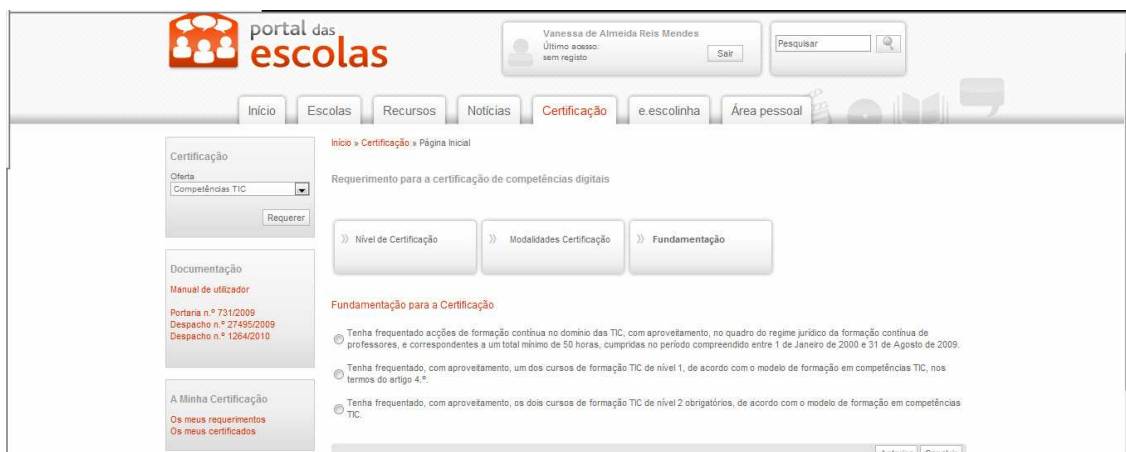 portal das
escolas
Vanessa de Almeida Reis Mendes
Último acesso:
sem registo
Sair
Pesquisar
Início
Escolas
Recursos
Notícias
Certificação
e.escolinha
Área pessoal
Certificação
Oferta
Competências TIC
Requerer
Documentação
Manual de utilizador
Portaria n.º 731/2009
Despacho n.º 27495/2009
Despacho n.º 1264/2010
A Minha Certificação
Os meus requerimentos
Os meus certificados
Início » Certificação » Página Inicial
Requerimento para a certificação de competências digitais
» Nível de Certificação
» Modalidades Certificação
» Fundamentação
Fundamentação para a Certificação
Tenha frequentado acções de formação contínua no domínio das TIC, com aproveitamento, no quadro do regime jurídico da formação contínua de
professores, e correspondentes a um total mínimo de 50 horas, cumpridas no período compreendido entre 1 de Janeiro de 2000 e 31 de Agosto de 2009.
Tenha frequentado, com aproveitamento, um dos cursos de formação TIC de nível 1, de acordo com o modelo de formação em competências TIC, nos
termos do artigo 4.º.
Tenha frequentado, com aproveitamento, os dois cursos de formação TIC de nível 2 obrigatórios, de acordo com o modelo de formação em competências
TIC.